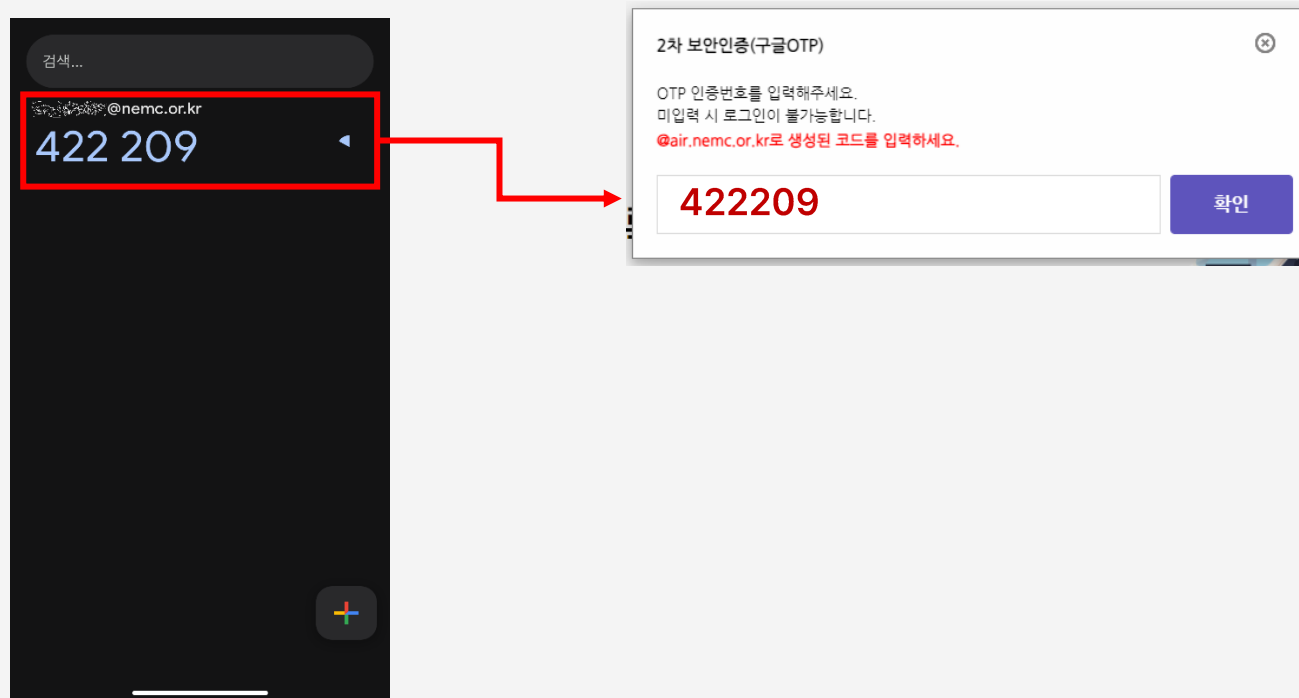 검색...
@nemc.or.kr
422 209
2차 보안인증(구글OTP)
OTP 인증번호를 입력해주세요.
미입력 시 로그인이 불가능합니다.
@air.nemc.or.kr로 생성된 코드를 입력하세요.
422209
확인